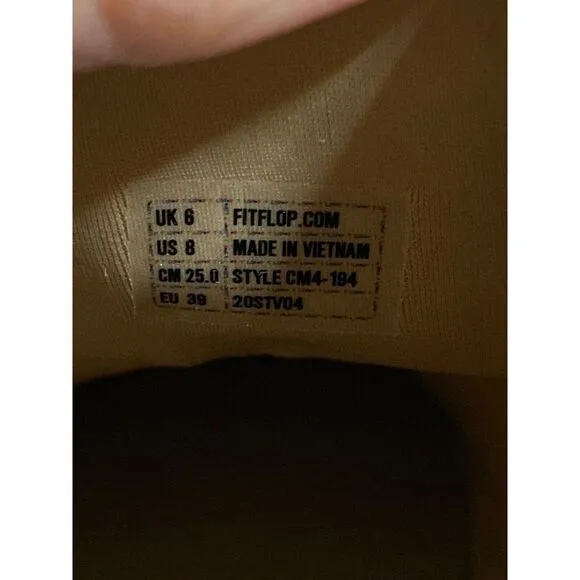 UK 6 FITFLOP.COM
US 8 MADE IN VIETNAM
CM 25.0 STYLE CM4-194
EU 39 20STV04